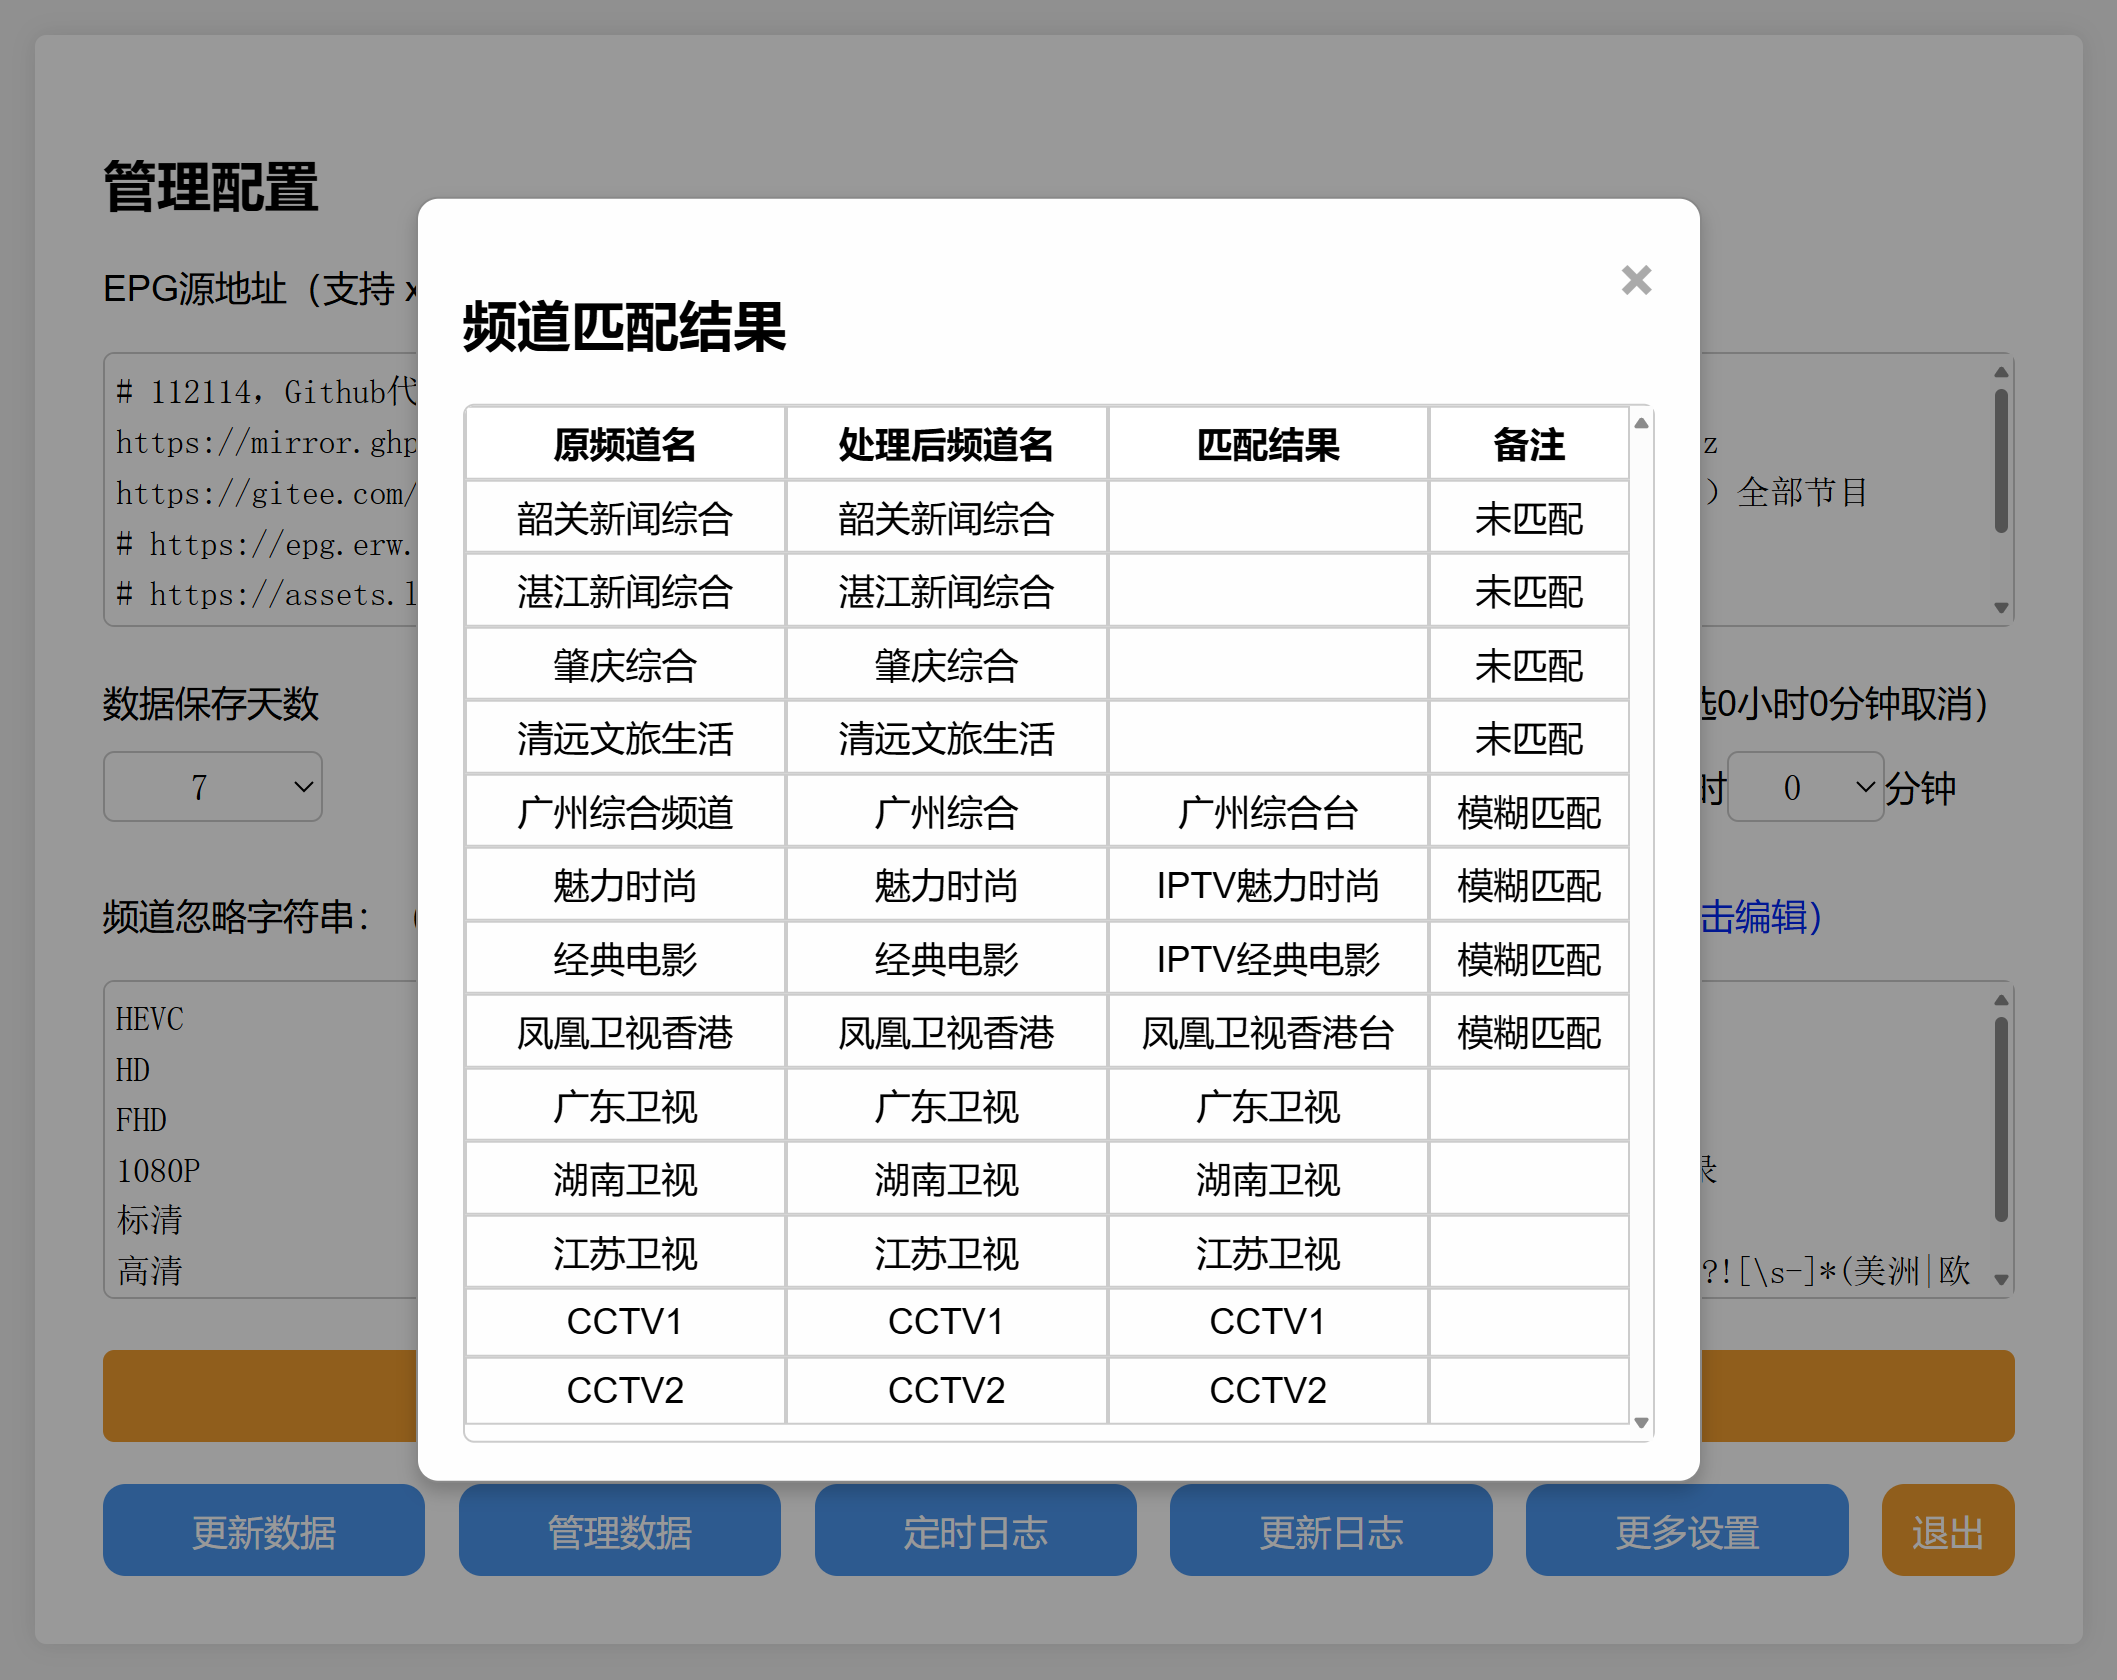 管理配置
EPG源地址（支持 x
# 112114，Github代
https://mirror.ghp
z
https://gitee.com/
）全部节目
# https://epg.erw.
# https://assets.l
数据保存天数
选0小时0分钟取消）
7
时 0 分钟
频道忽略字符串：（
击编辑）
HEVC
HD
FHD
1080P
标清
高清
?![\s-]*(美洲|欧
频道匹配结果
×
原频道名 处理后频道名 匹配结果 备注
韶关新闻综合 韶关新闻综合 未匹配
湛江新闻综合 湛江新闻综合 未匹配
肇庆综合 肇庆综合 未匹配
清远文旅生活 清远文旅生活 未匹配
广州综合频道 广州综合 广州综合台 模糊匹配
魅力时尚 魅力时尚 IPTV魅力时尚 模糊匹配
经典电影 经典电影 IPTV经典电影 模糊匹配
凤凰卫视香港 凤凰卫视香港 凤凰卫视香港台 模糊匹配
广东卫视 广东卫视 广东卫视
湖南卫视 湖南卫视 湖南卫视
江苏卫视 江苏卫视 江苏卫视
CCTV1 CCTV1 CCTV1
CCTV2 CCTV2 CCTV2
更新数据 管理数据 定时日志 更新日志 更多设置 退出